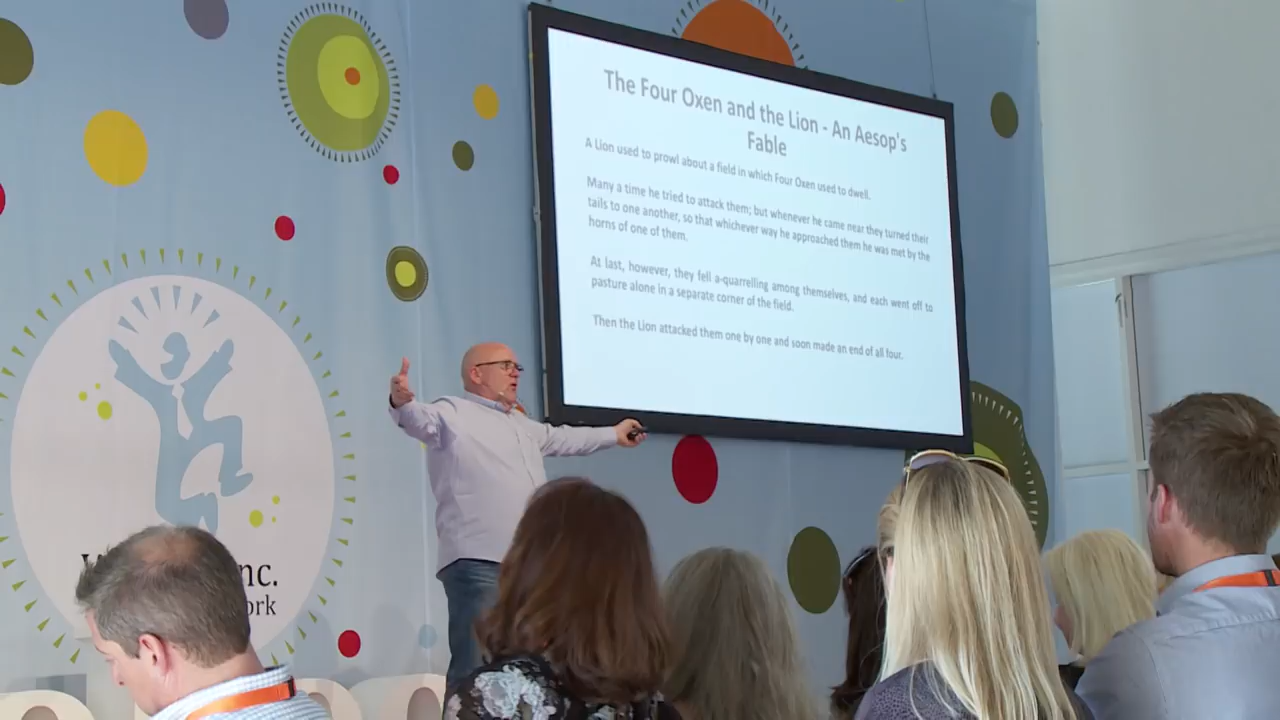 The Four Oxen and the Lion - An Aesop's
Fable
A Lion used to prowl about a field in which Four Oxen used to dwell.
Many a time he tried to attack them; but whenever he came near they turned their
tails to one another, so that whichever way he approached them he was met by the
horns of one of them.
At last, however, they fell a-quarrelling among themselves, and each went off to
pasture alone in a separate corner of the field.
Then the Lion attacked them one by one and soon made an end of all four.